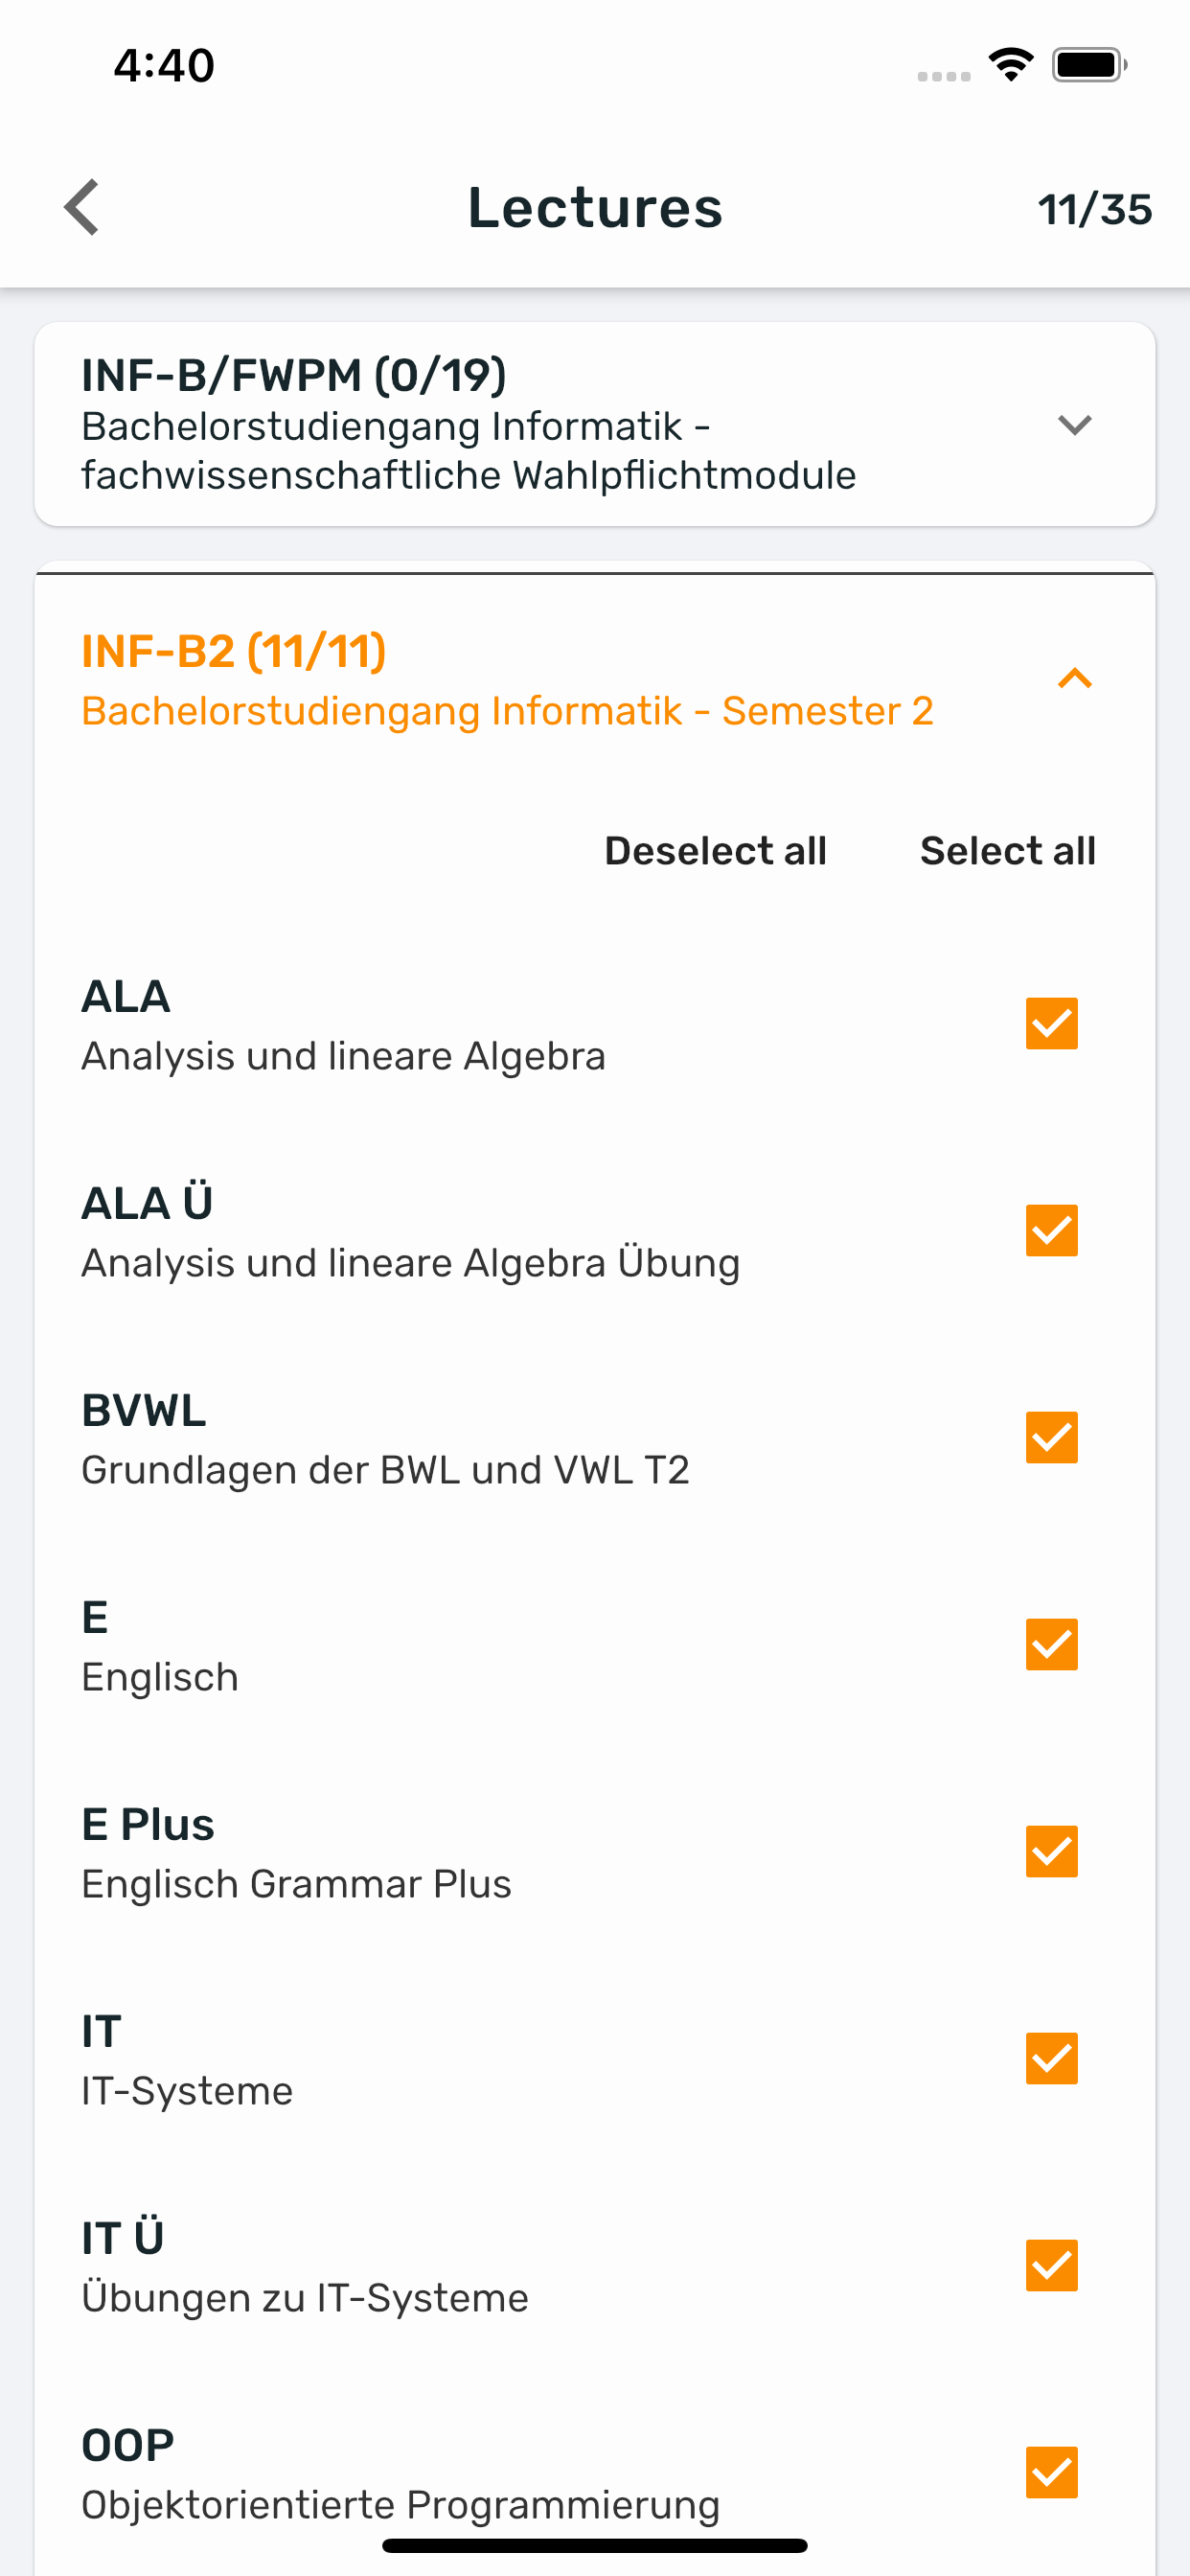 4:40
Lectures
11/35
INF-B/FWPM (0/19)
Bachelorstudiengang Informatik -
fachwissenschaftliche Wahlpflichtmodule
INF-B2 (11/11)
Bachelorstudiengang Informatik - Semester 2
Deselect all Select all
ALA
Analysis und lineare Algebra
ALA Ü
Analysis und lineare Algebra Übung
BVWL
Grundlagen der BWL und VWL T2
E
Englisch
E Plus
Englisch Grammar Plus
IT
IT-Systeme
IT Ü
Übungen zu IT-Systeme
OOP
Objektorientierte Programmierung